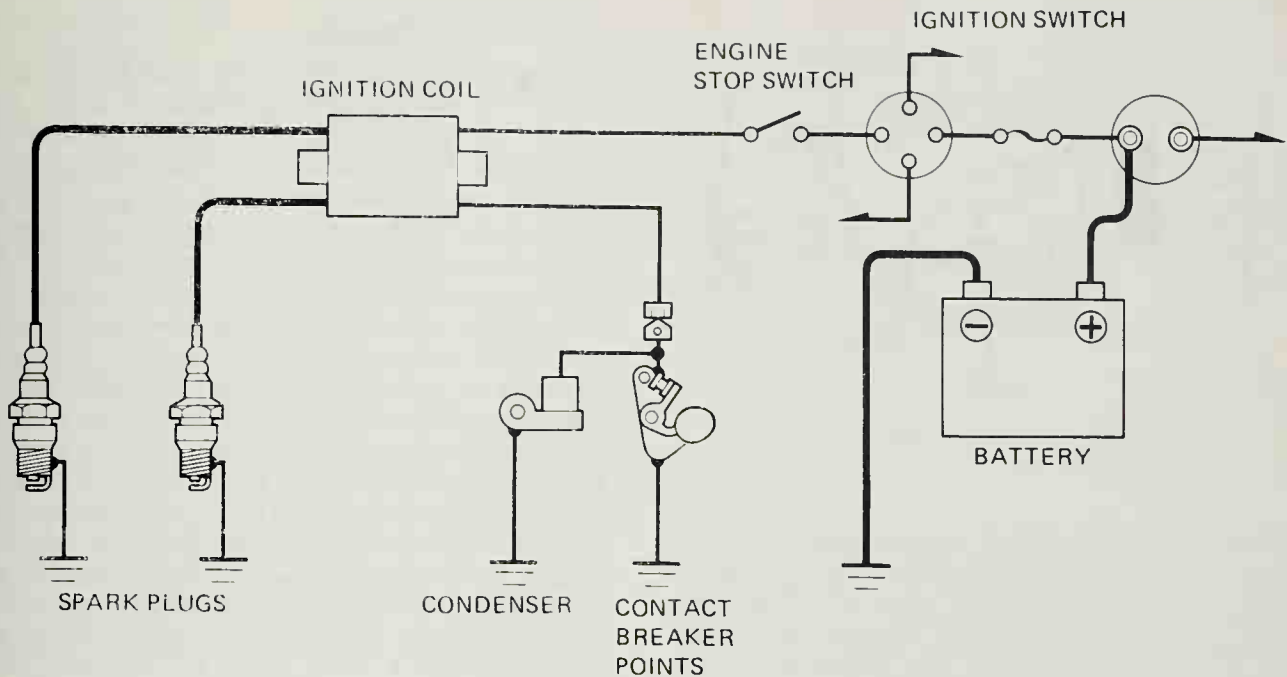 IGNITION SWITCH
ENGINE
STOP SWITCH
IGNITION COIL
−
+
BATTERY
SPARK PLUGS
CONDENSER
CONTACT
BREAKER
POINTS